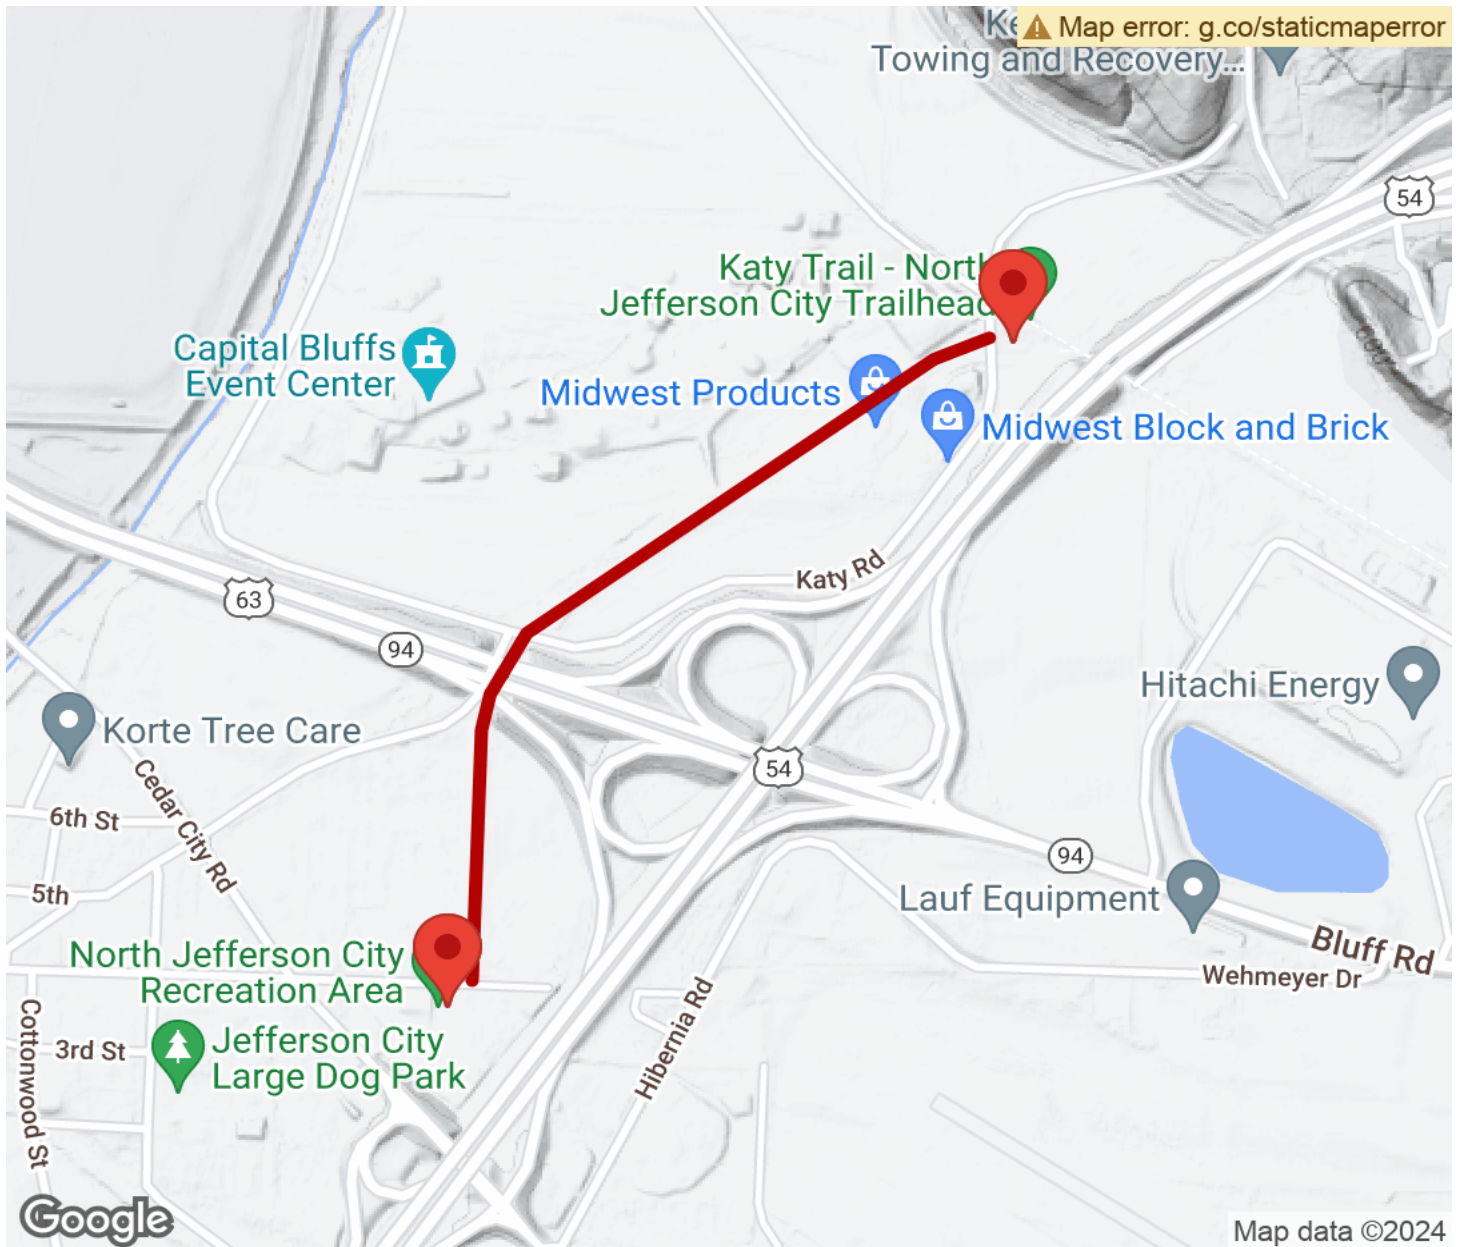 Map error: g.co/staticmaperror
Towing and Recovery...
54
Katy Trail - North
Jefferson City Trailhead
Capital Bluffs
Event Center
Midwest Products
Midwest Block and Brick
Katy Rd
63
94
Hitachi Energy
Korte Tree Care
54
Cedar City Rd
6th St
94
5th
Lauf Equipment
Bluff Rd
North Jefferson City
Recreation Area
Wehmeyer Dr
Hibernia Rd
Cottonwood St
3rd St
Jefferson City
Large Dog Park
Google
Map data ©2024